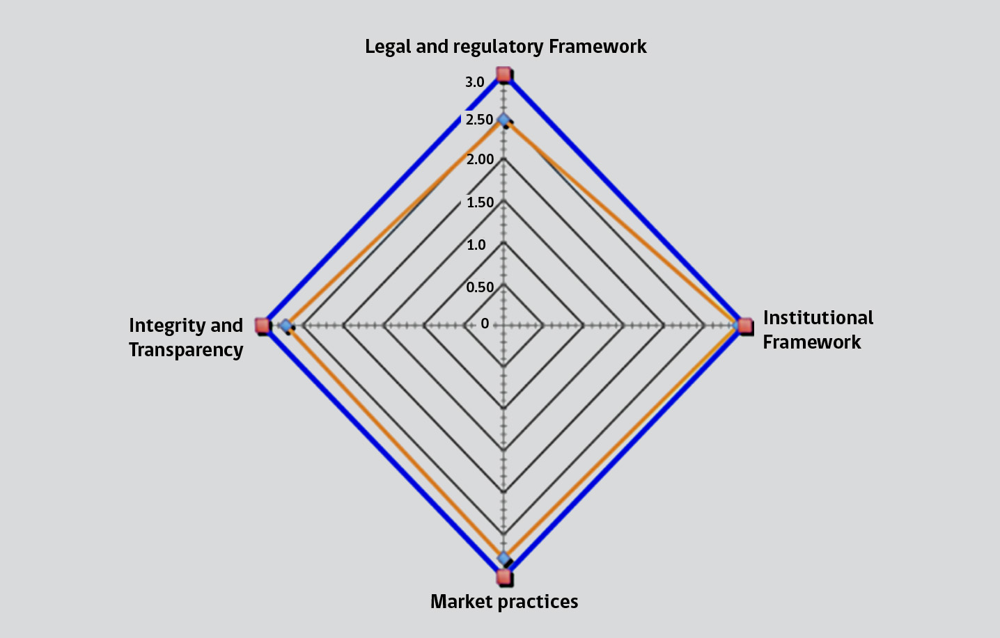 Legal and regulatory Framework
3.0
2.50
2.00
1.50
1.0
0.50
0
Integrity and
Transparency
Institutional
Framework
Market practices